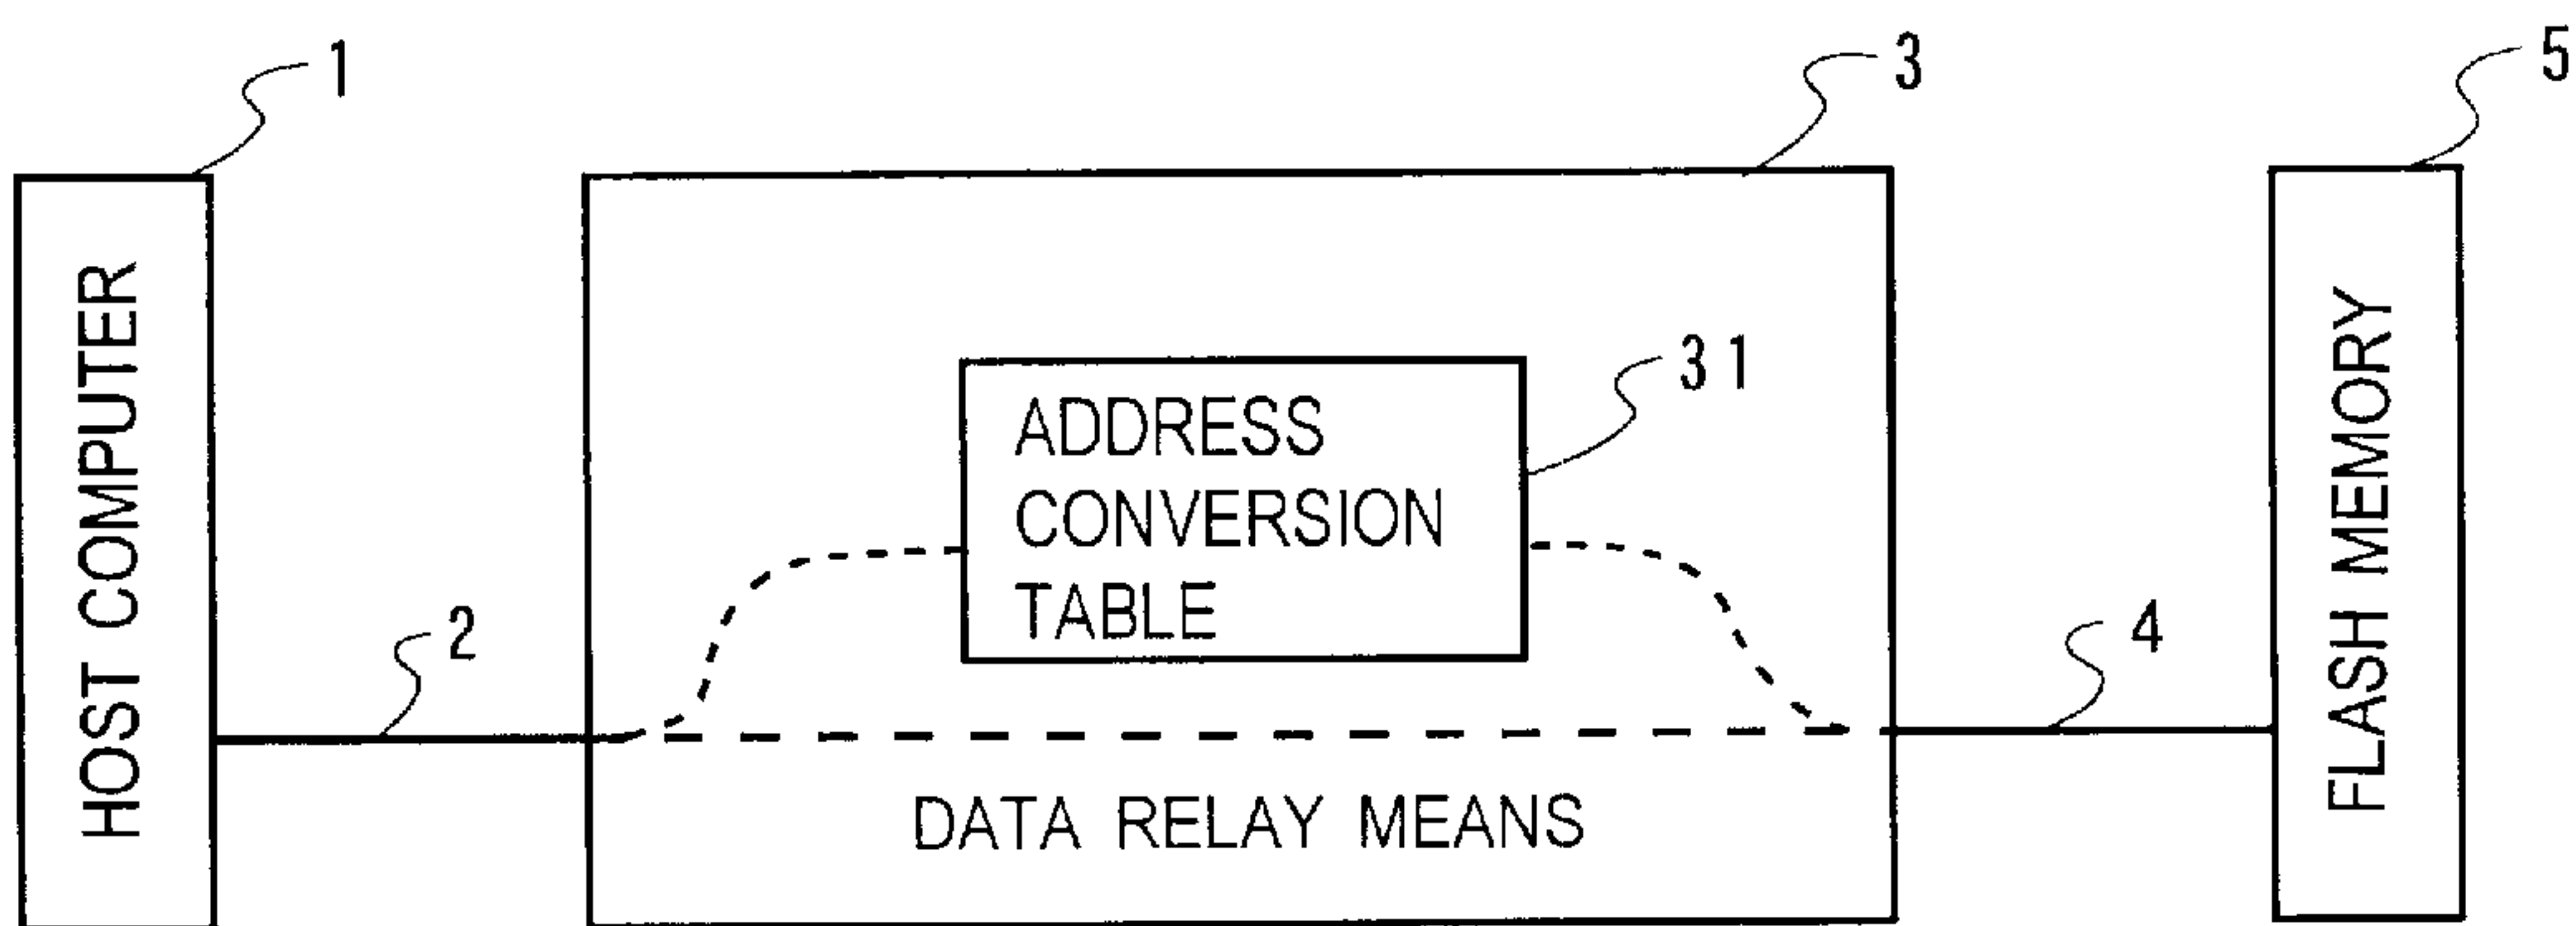 1
3
5
HOST COMPUTER
31
ADDRESS
CONVERSION
TABLE
2
4
DATA RELAY MEANS
FLASH MEMORY